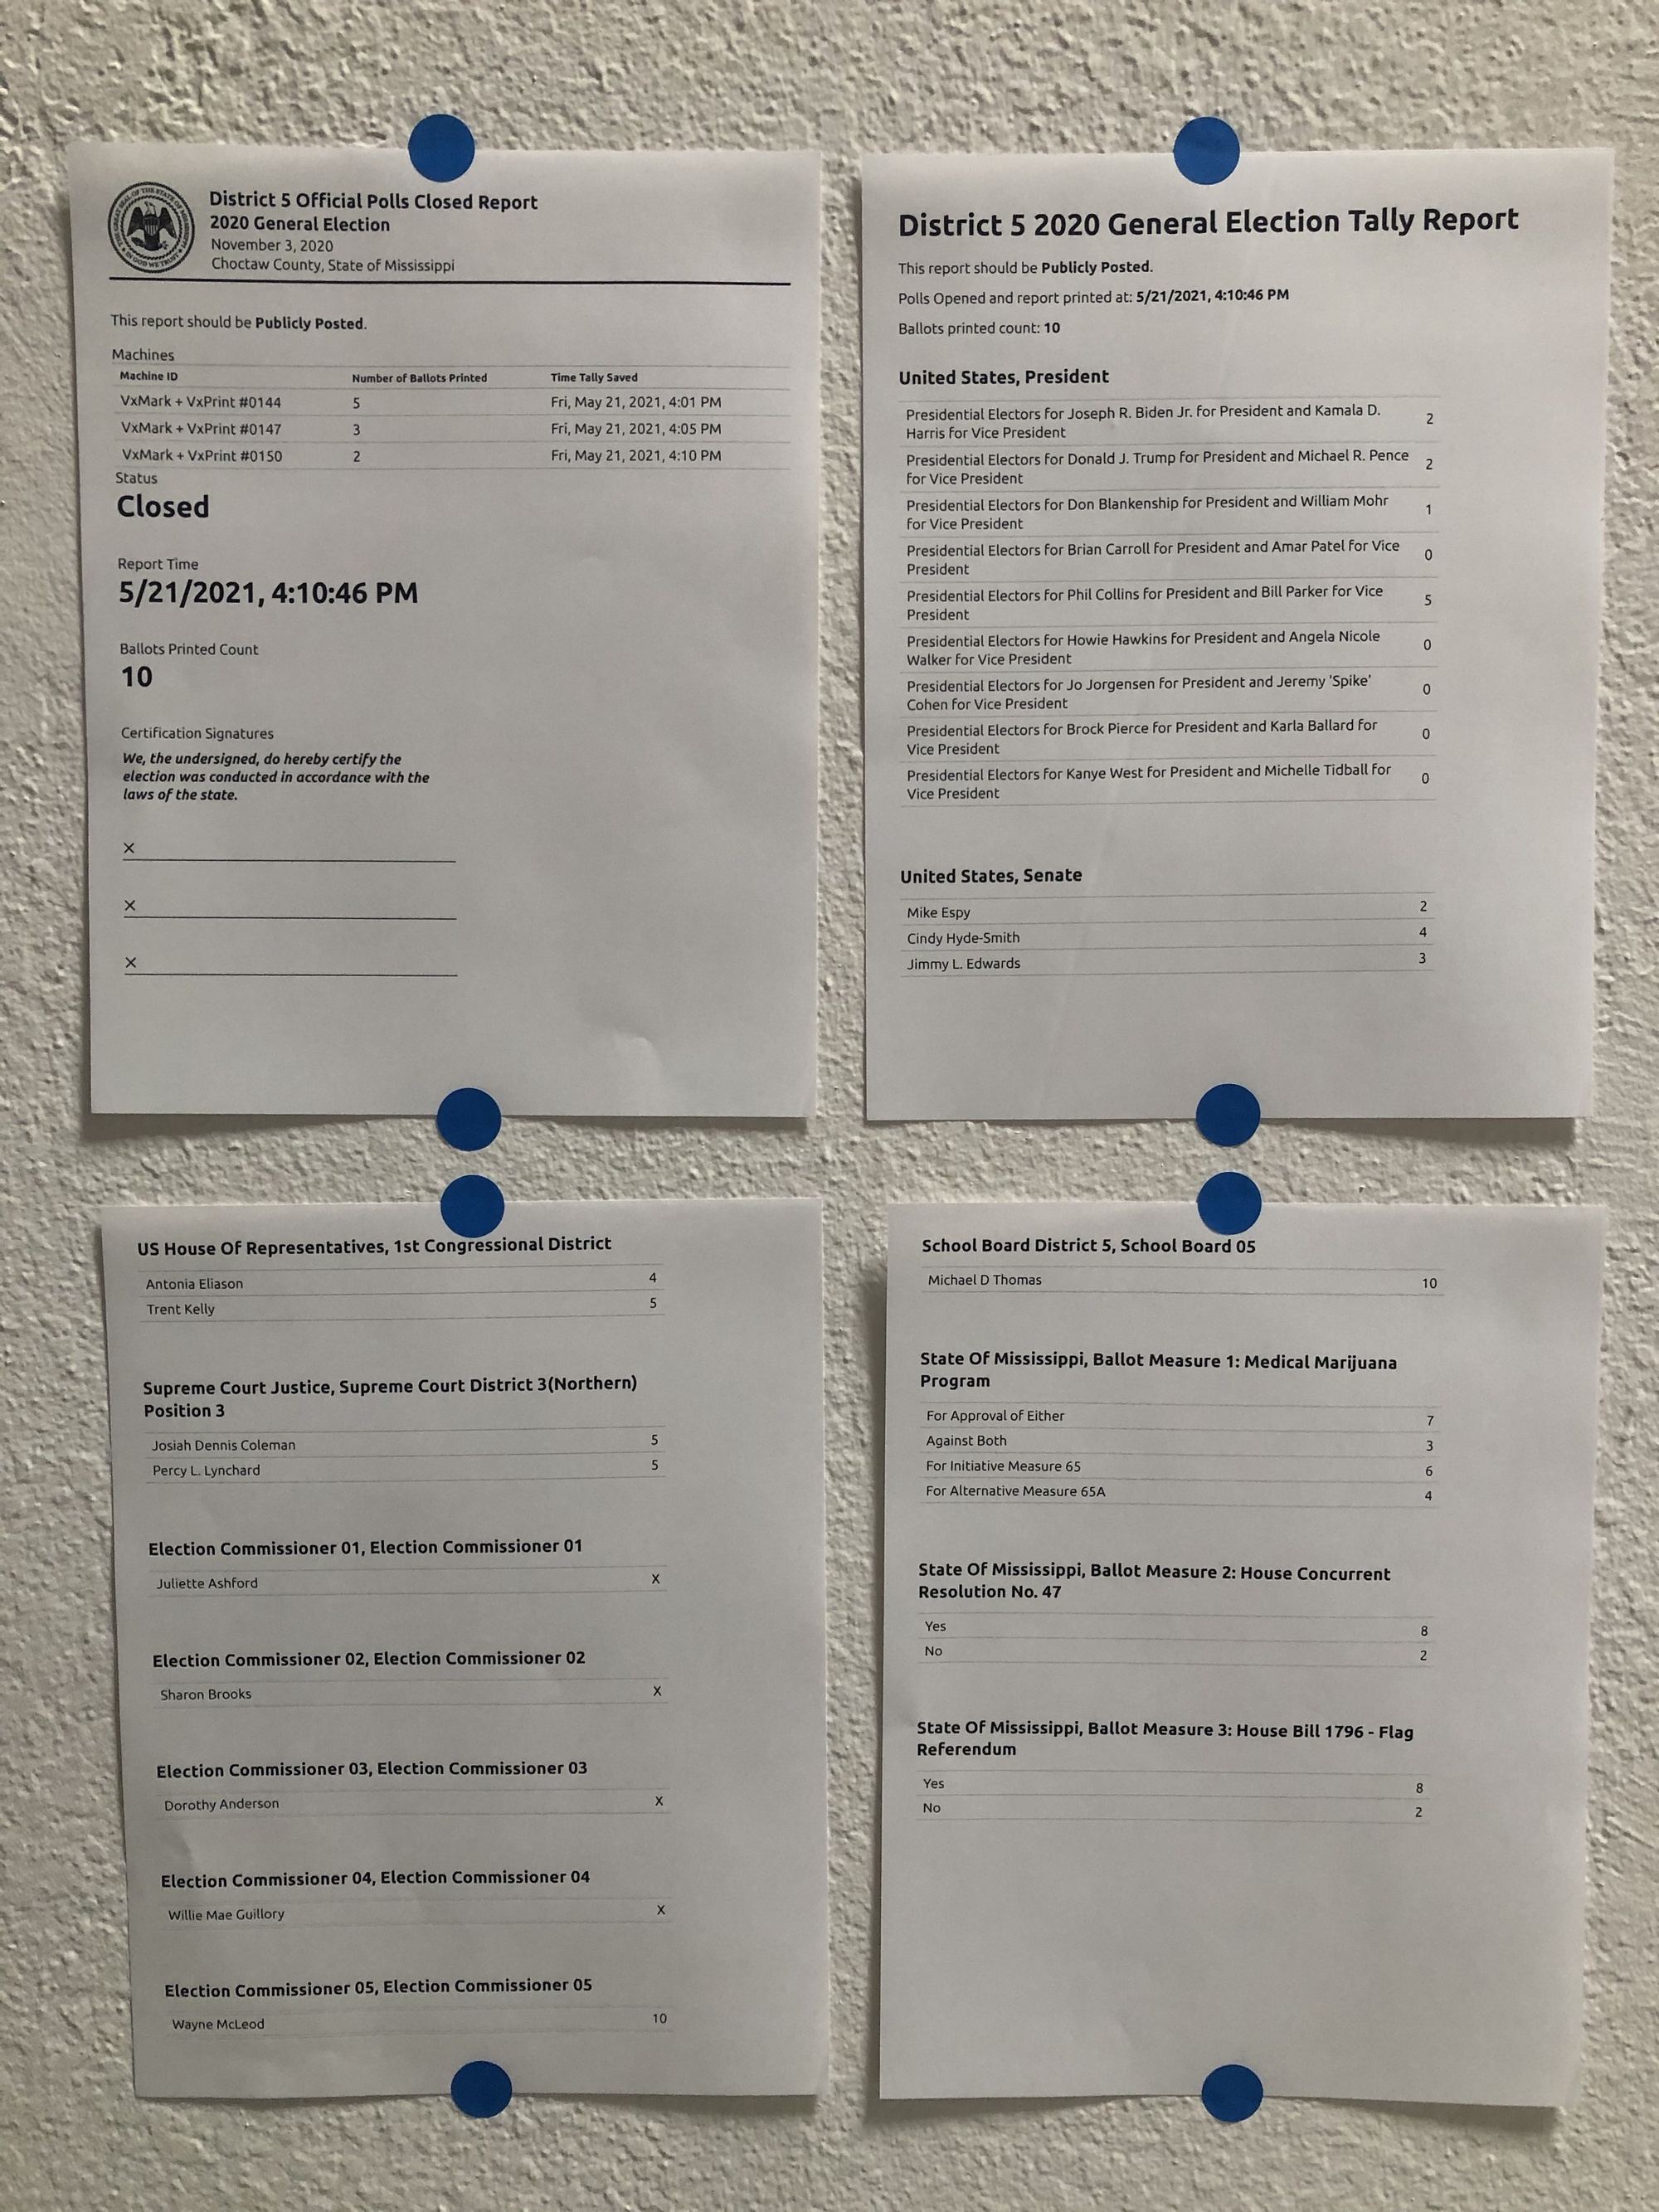 District 5 Official Polls Closed Report
2020 General Election
November 3, 2020
Choctaw County, State of Mississippi
THE GREAT SEAL OF THE STATE OF MISSISSIPPI
IN GOD WE TRUST
This report should be Publicly Posted.
Machines
Machine ID Number of Ballots Printed Time Tally Saved
VxMark + VxPrint #0144 5 Fri, May 21, 2021, 4:01 PM
VxMark + VxPrint #0147 3 Fri, May 21, 2021, 4:05 PM
VxMark + VxPrint #0150 2 Fri, May 21, 2021, 4:10 PM
Status
Closed
Report Time
5/21/2021, 4:10:46 PM
Ballots Printed Count
10
Certification Signatures
We, the undersigned, do hereby certify the
election was conducted in accordance with the
laws of the state.
×
×
×
District 5 2020 General Election Tally Report
This report should be Publicly Posted.
Polls Opened and report printed at: 5/21/2021, 4:10:46 PM
Ballots printed count: 10
United States, President
Presidential Electors for Joseph R. Biden Jr. for President and Kamala D. 2
Harris for Vice President
Presidential Electors for Donald J. Trump for President and Michael R. Pence 2
for Vice President
Presidential Electors for Don Blankenship for President and William Mohr 1
for Vice President
Presidential Electors for Brian Carroll for President and Amar Patel for Vice 0
President
Presidential Electors for Phil Collins for President and Bill Parker for Vice 5
President
Presidential Electors for Howie Hawkins for President and Angela Nicole 0
Walker for Vice President
Presidential Electors for Jo Jorgensen for President and Jeremy 'Spike' 0
Cohen for Vice President
Presidential Electors for Brock Pierce for President and Karla Ballard for 0
Vice President
Presidential Electors for Kanye West for President and Michelle Tidball for 0
Vice President
United States, Senate
Mike Espy 2
Cindy Hyde-Smith 4
Jimmy L. Edwards 3
US House Of Representatives, 1st Congressional District
Antonia Eliason 4
Trent Kelly 5
Supreme Court Justice, Supreme Court District 3(Northern)
Position 3
Josiah Dennis Coleman 5
Percy L. Lynchard 5
Election Commissioner 01, Election Commissioner 01
Juliette Ashford X
Election Commissioner 02, Election Commissioner 02
Sharon Brooks X
Election Commissioner 03, Election Commissioner 03
Dorothy Anderson X
Election Commissioner 04, Election Commissioner 04
Willie Mae Guillory X
Election Commissioner 05, Election Commissioner 05
Wayne McLeod 10
School Board District 5, School Board 05
Michael D Thomas 10
State Of Mississippi, Ballot Measure 1: Medical Marijuana
Program
For Approval of Either 7
Against Both 3
For Initiative Measure 65 6
For Alternative Measure 65A 4
State Of Mississippi, Ballot Measure 2: House Concurrent
Resolution No. 47
Yes 8
No 2
State Of Mississippi, Ballot Measure 3: House Bill 1796 - Flag
Referendum
Yes 8
No 2